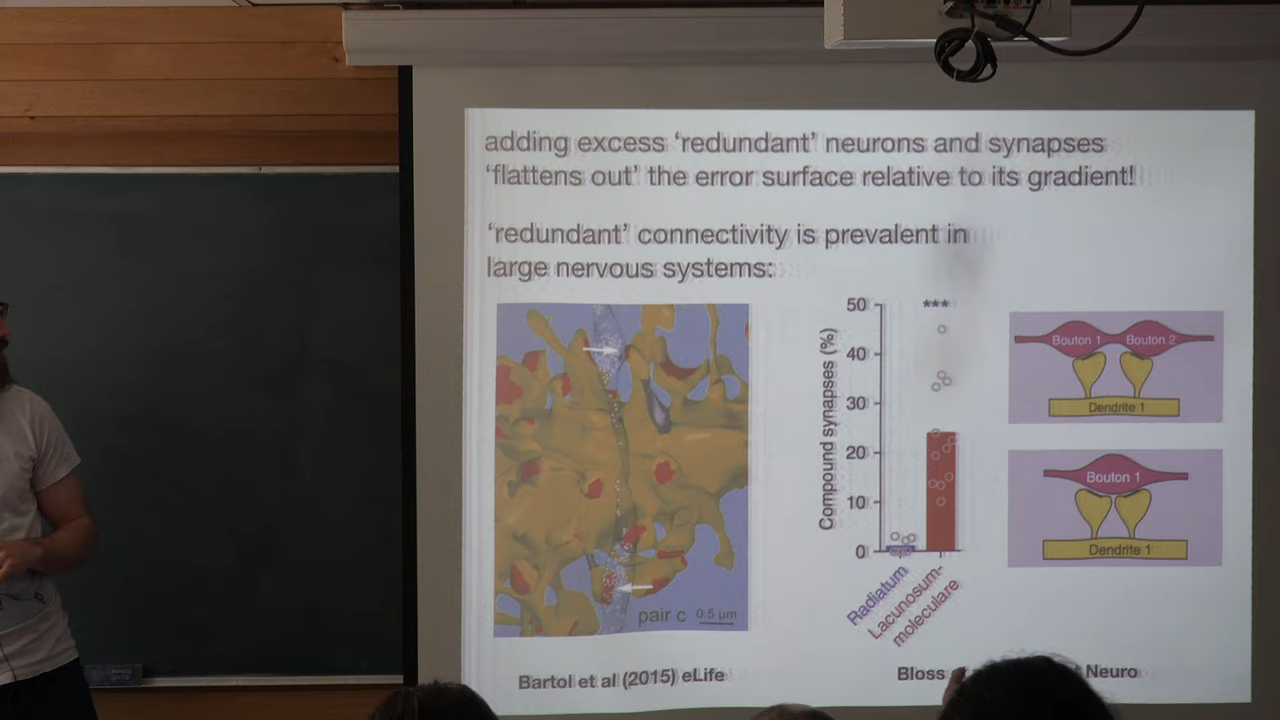 adding excess ‘redundant’ neurons and synapses
‘flattens out’ the error surface relative to its gradient!
‘redundant’ connectivity is prevalent in
large nervous systems:
pair c 0.5 µm
Bartol et al (2015) eLife
Compound synapses (%)
50
40
30
20
10
0
***
Radiatum
Lacunosum-
moleculare
Bouton 1 Bouton 2
Dendrite 1
Bouton 1
Dendrite 1
Bloss
Neuro